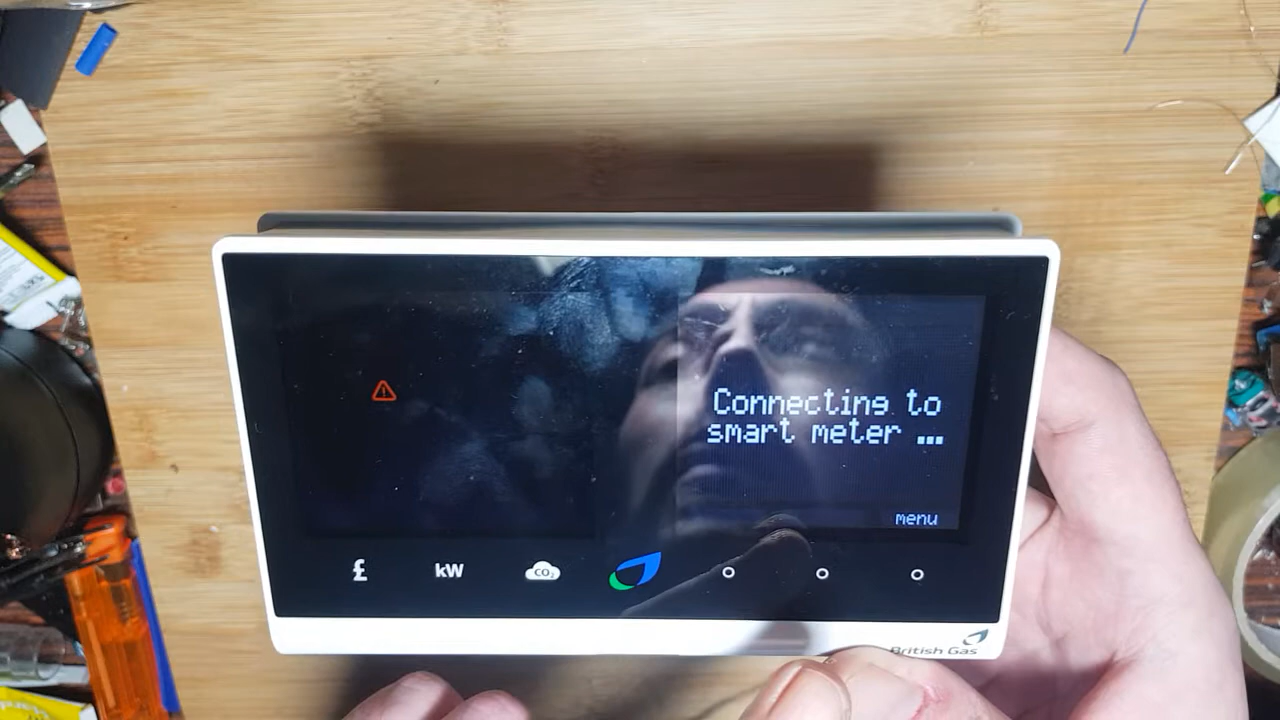 Connecting to
smart meter ...
menu
£ kW CO₂
British Gas